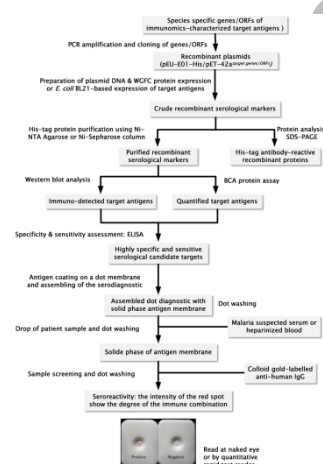 Species specific genes/ORFs of
immunomics-characterized target antigens )
PCR amplification and cloning of genes/ORFs
Recombinant plasmids
(pEU-E01-His/pET-42a target genes/ORFs)
Preparation of plasmid DNA & WGFC protein expression
or E. coli BL21-based expression of target antigens
Crude recombinant serological markers
His-tag protein purification using Ni-
NTA Agarose or Ni-Sepharose column
Protein analysis
SDS-PAGE
Purified recombinant
serological markers
His-tag antibody-reactive
recombinant proteins
Western blot analysis
BCA protein assay
Immuno-detected target antigens
Quantified target antigens
Specificity & sensitivity assessment: ELISA
Highly specific and sensitive
serological candidate targets
Antigen coating on a dot membrane
and assembling of the serodiagnostic
Assembled dot diagnostic with
solid phase antigen membrane
Dot washing
Drop of patient sample and dot washing
Malaria suspected serum or
heparinized blood
Solide phase of antigen membrane
Sample screening and dot washing
Colloid gold-labelled
anti-human IgG
Seroreactivity: the intensity of the red spot
show the degree of the immune combination
Positive
Negative
Read at naked eye
or by quantitative
rapid test reader